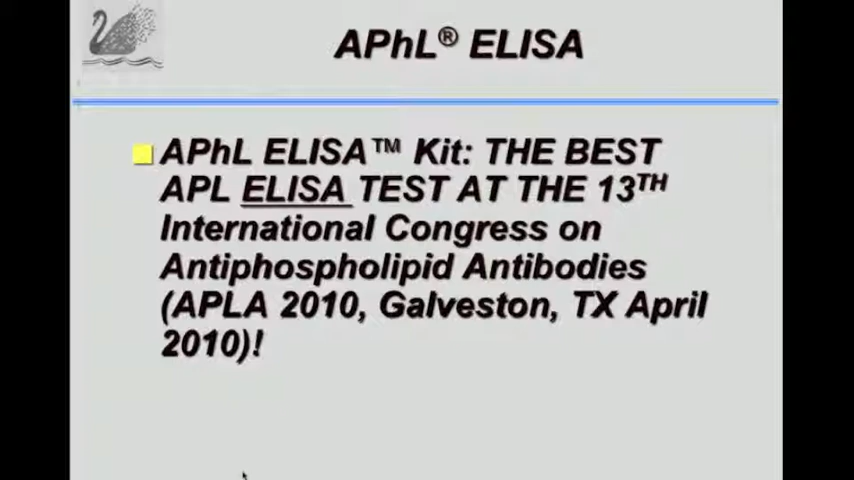 APhL® ELISA
APhL ELISA™ Kit: THE BEST
APL ELISA TEST AT THE 13TH
International Congress on
Antiphospholipid Antibodies
(APLA 2010, Galveston, TX April
2010)!